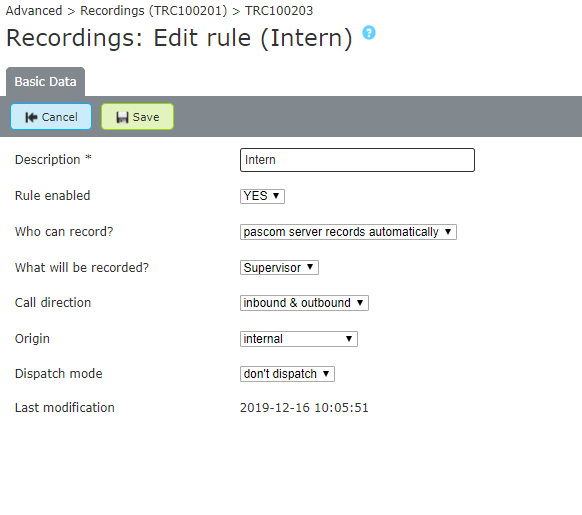 Advanced > Recordings (TRC100201) > TRC100203
Recordings: Edit rule (Intern) ?
Basic Data
Cancel Save
Description * Intern
Rule enabled YES ▼
Who can record? pascom server records automatically ▼
What will be recorded? Supervisor ▼
Call direction inbound & outbound ▼
Origin internal ▼
Dispatch mode don't dispatch ▼
Last modification 2019-12-16 10:05:51